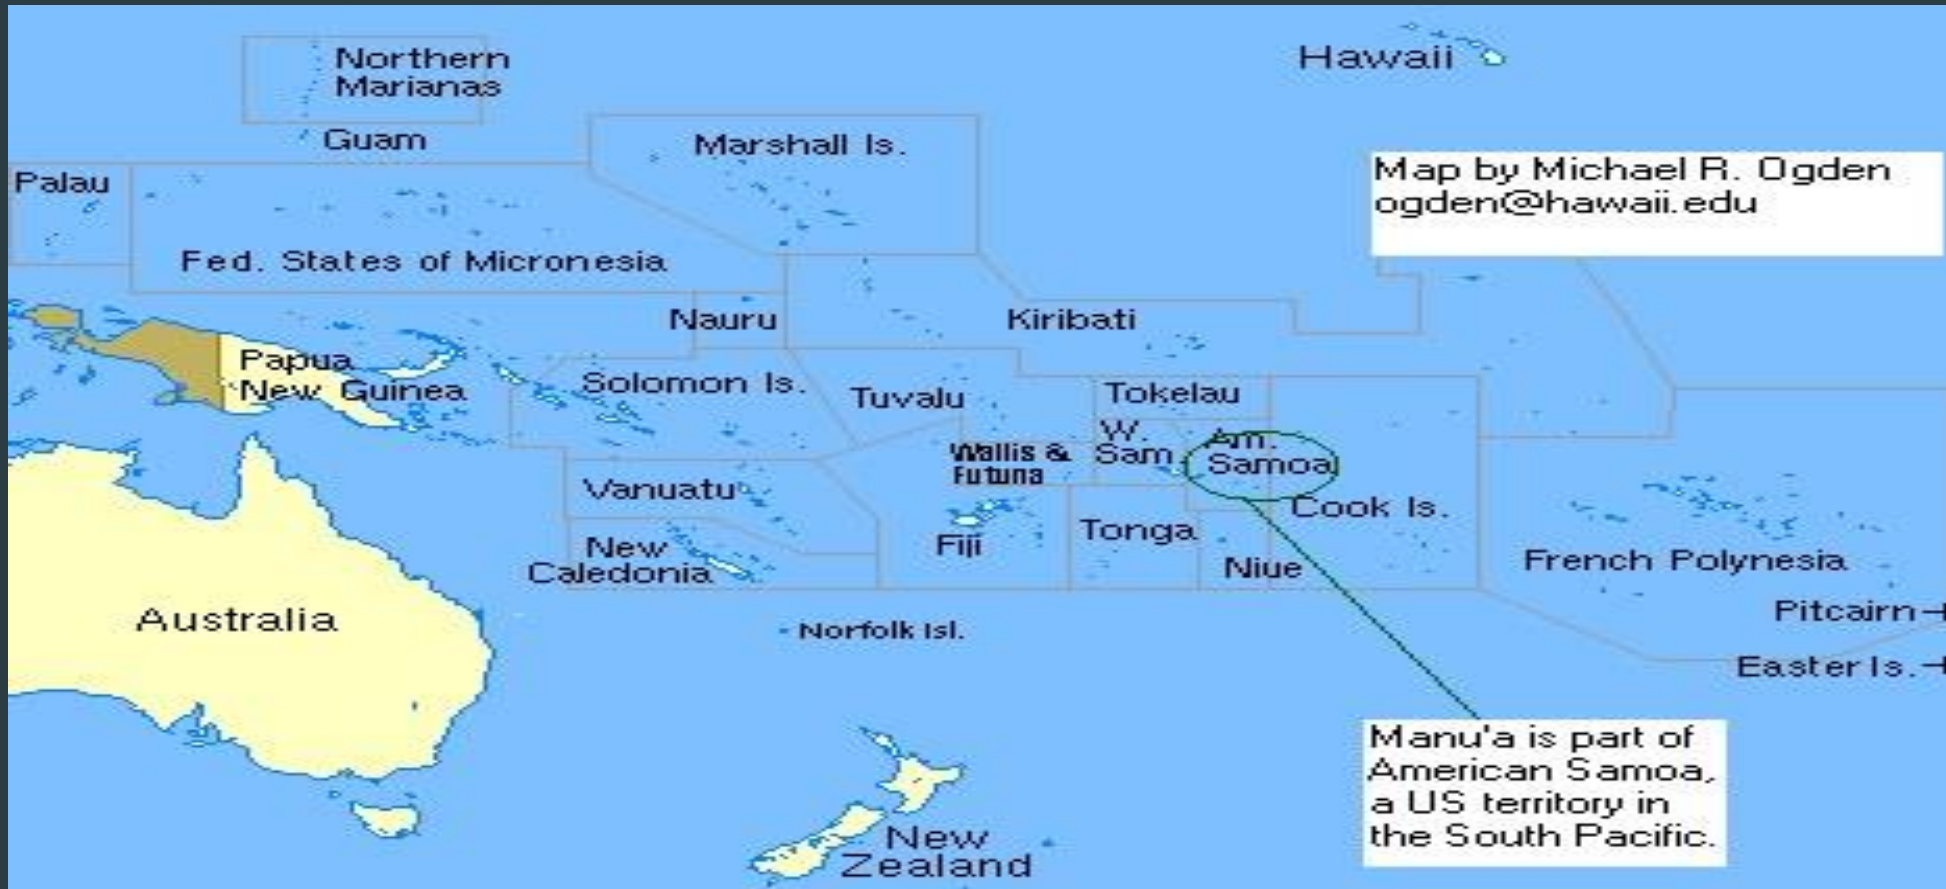 Northern
Marianas
Hawaii
Guam
Marshall Is.
Map by Michael R. Ogden
ogden@hawaii.edu
Palau
Fed. States of Micronesia
Nauru
Kiribati
Papua
New Guinea
Solomon Is.
Tuvalu
Tokelau
W.
Sam.
Am.
Samoa
Wallis &
Futuna
Vanuatu
Cook Is.
Fiji
Tonga
New
Caledonia
Niue
French Polynesia
Australia
Norfolk Isl.
Pitcairn
Easter Is.
Manu'a is part of
American Samoa,
a US territory in
the South Pacific.
New
Zealand